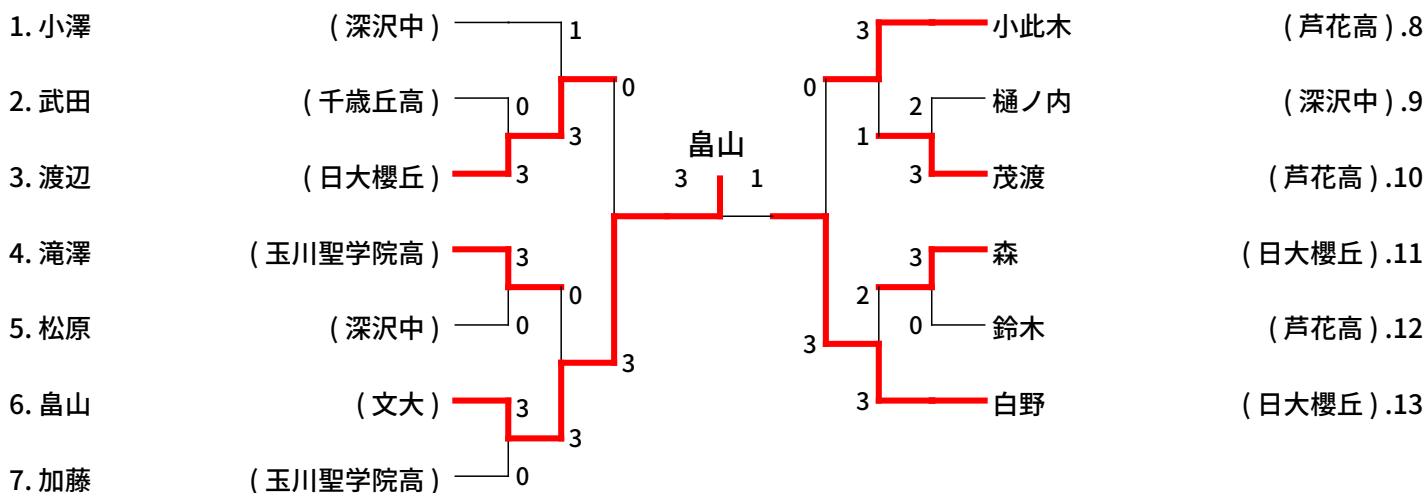 1. 小澤 ( 深沢中 ) 1 3 小此木 ( 芦花高 ) .8
0 0
2. 武田 ( 千歳丘高 ) 0 2 樋ノ内 ( 深沢中 ) .9
3 畠山 1
3. 渡辺 ( 日大櫻丘 ) 3 3 1 3 茂渡 ( 芦花高 ) .10
4. 滝澤 ( 玉川聖学院高 ) 3 3 森 ( 日大櫻丘 ) .11
0 2
5. 松原 ( 深沢中 ) 0 0 鈴木 ( 芦花高 ) .12
3 3
6. 畠山 ( 文大 ) 3 3 白野 ( 日大櫻丘 ) .13
3
7. 加藤 ( 玉川聖学院高 ) 0